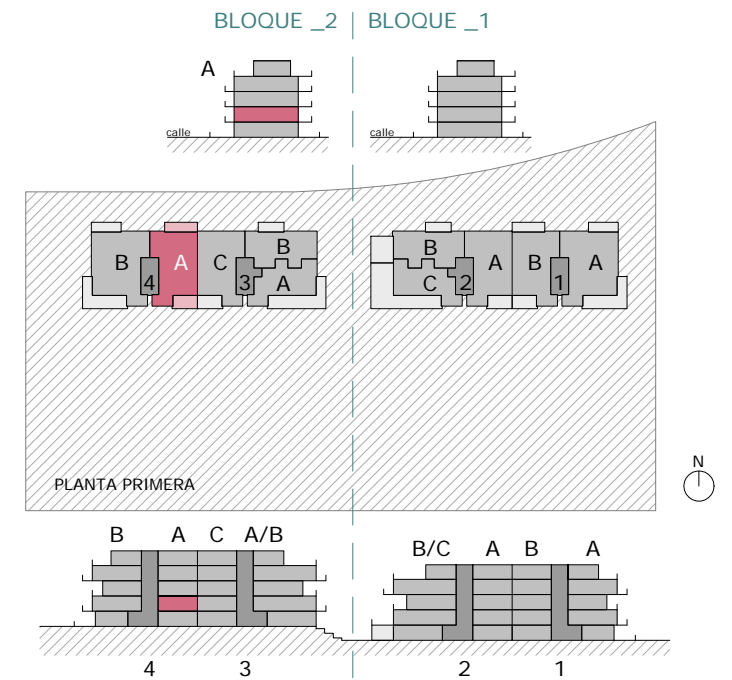 BLOQUE _2 BLOQUE _1
A
calle calle
B A C B A
4 3
B C A B A
2 1
N
PLANTA PRIMERA
B A C A/B
B/C A B A
4 3 2 1